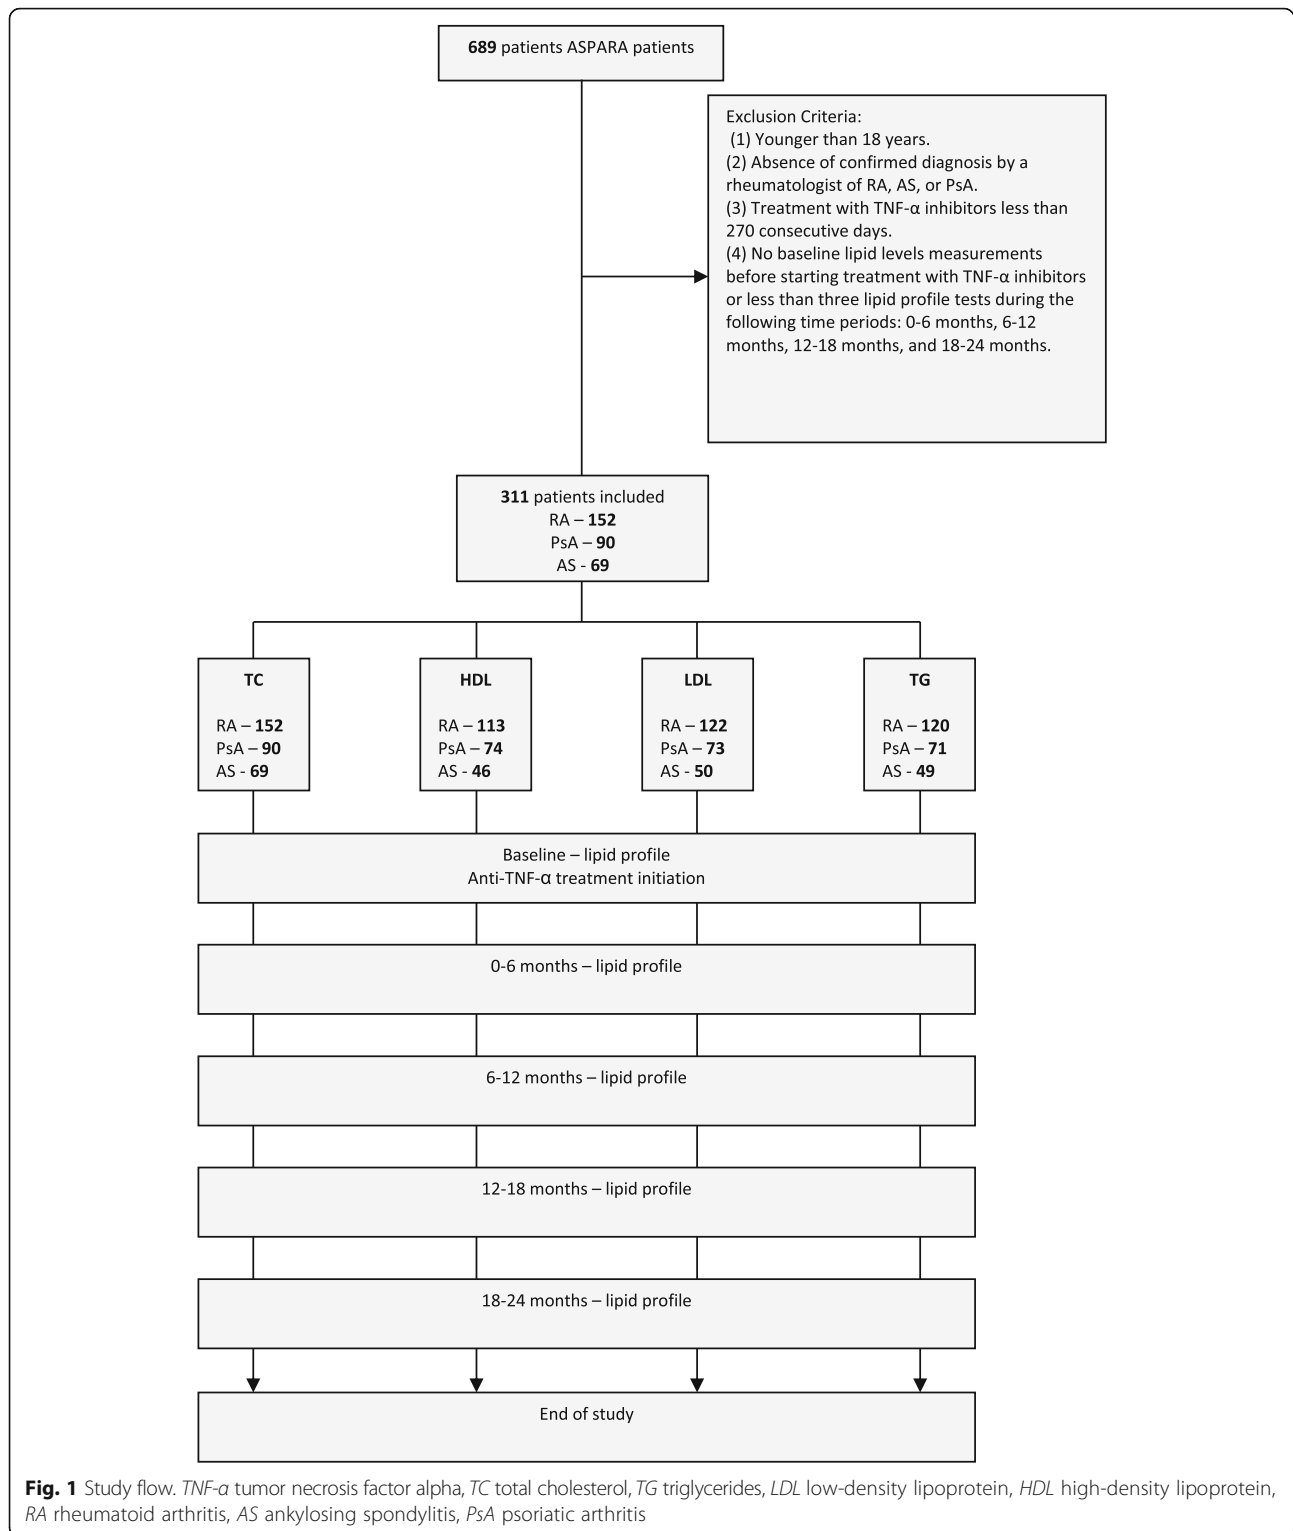 689 patients ASPARA patients
Exclusion Criteria:
(1) Younger than 18 years.
(2) Absence of confirmed diagnosis by a
rheumatologist of RA, AS, or PsA.
(3) Treatment with TNF-α inhibitors less than
270 consecutive days.
(4) No baseline lipid levels measurements
before starting treatment with TNF-α inhibitors
or less than three lipid profile tests during the
following time periods: 0-6 months, 6-12
months, 12-18 months, and 18-24 months.
311 patients included
RA – 152
PsA – 90
AS - 69
TC
RA – 152
PsA – 90
AS - 69
HDL
RA – 113
PsA – 74
AS - 46
LDL
RA – 122
PsA – 73
AS - 50
TG
RA – 120
PsA – 71
AS - 49
Baseline – lipid profile
Anti-TNF-α treatment initiation
0-6 months – lipid profile
6-12 months – lipid profile
12-18 months – lipid profile
18-24 months – lipid profile
End of study
Fig. 1 Study flow. TNF-α tumor necrosis factor alpha, TC total cholesterol, TG triglycerides, LDL low-density lipoprotein, HDL high-density lipoprotein,
RA rheumatoid arthritis, AS ankylosing spondylitis, PsA psoriatic arthritis